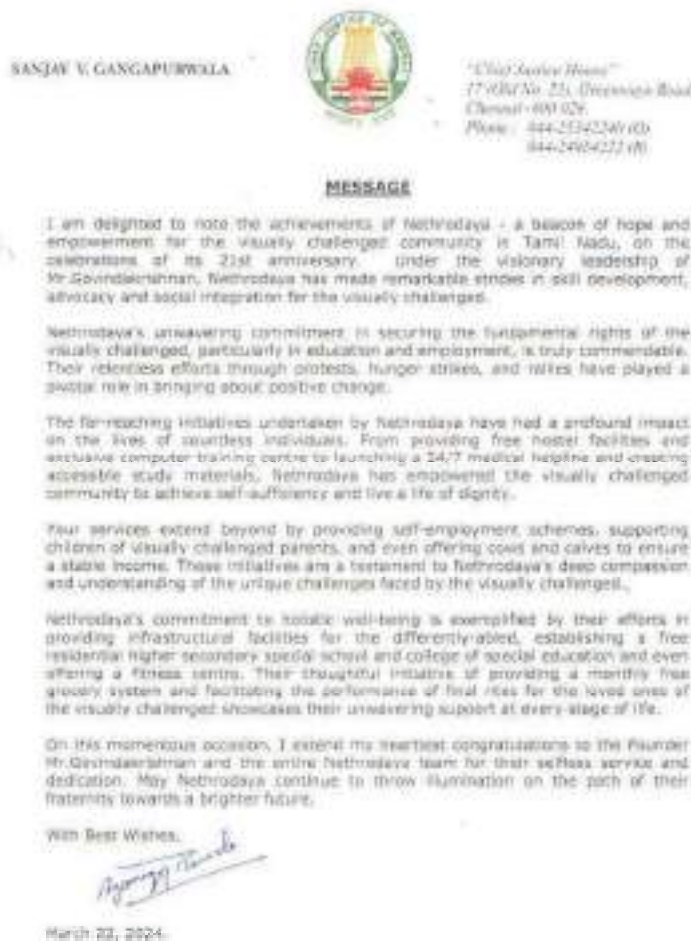 SANJAY V. GANGAPURWALA
"Chief Justice House"
Chennai-600 028.
Phone :
MESSAGE
I am delighted to note the achievements of Nethrodaya - a beacon of hope and
empowerment for the visually challenged community in Tamil Nadu, on the
celebrations of its 21st anniversary. Under the visionary leadership of
Mr.Govindakrishnan, Nethrodaya has made remarkable strides in skill development,
advocacy and social integration for the visually challenged.
Nethrodaya's unwavering commitment in securing the fundamental rights of the
visually challenged, particularly in education and employment, is truly commendable.
Their relentless efforts through protests, hunger strikes, and rallies have played a
pivotal role in bringing about positive change.
The far-reaching initiatives undertaken by Nethrodaya have had a profound impact
on the lives of countless individuals. From providing free hostel facilities and
exclusive computer training centre to launching a 24/7 medical helpline and creating
accessible study materials, Nethrodaya has empowered the visually challenged
community to achieve self-sufficiency and live a life of dignity.
Your services extend beyond by providing self-employment schemes, supporting
children of visually challenged parents, and even offering cows and calves to ensure
a stable income. These initiatives are a testament to Nethrodaya's deep compassion
and understanding of the unique challenges faced by the visually challenged.
Nethrodaya's commitment to holistic well-being is exemplified by their efforts in
providing infrastructural facilities for the differently-abled, establishing a free
residential higher secondary special school and college of special education and even
offering a fitness centre. Their thoughtful initiative of providing a monthly free
grocery system and facilitating the performance of final rites for the loved ones of
the visually challenged showcases their unwavering support at every stage of life.
On this momentous occasion, I extend my heartiest congratulations to the Founder
Mr.Govindakrishnan and the entire Nethrodaya team for their selfless service and
dedication. May Nethrodaya continue to throw illumination on the path of their
fraternity towards a brighter future.
With Best Wishes,
March 22, 2024.